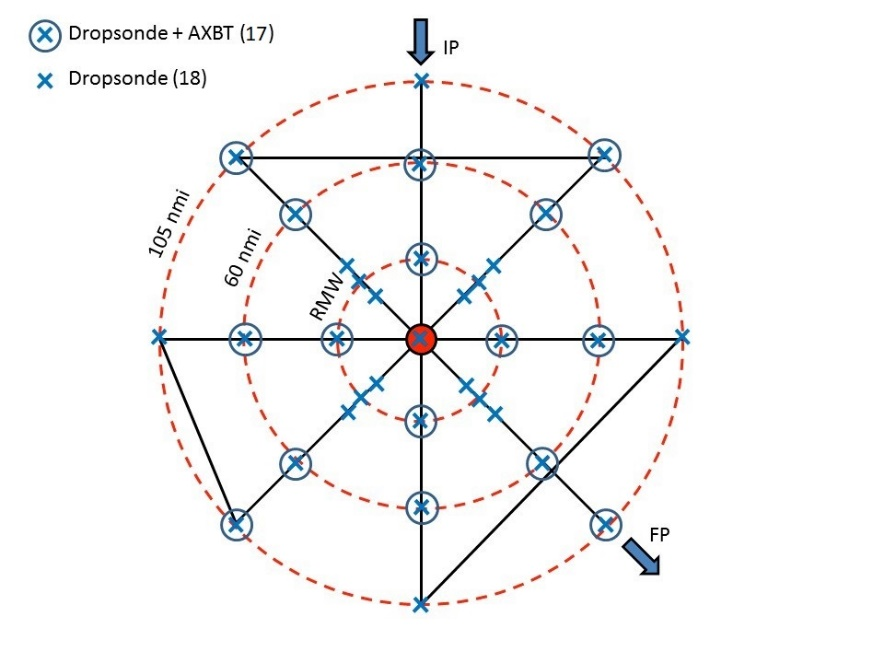 Dropsonde + AXBT (17)
Dropsonde (18)
IP
105 nmi
60 nmi
RMW
FP